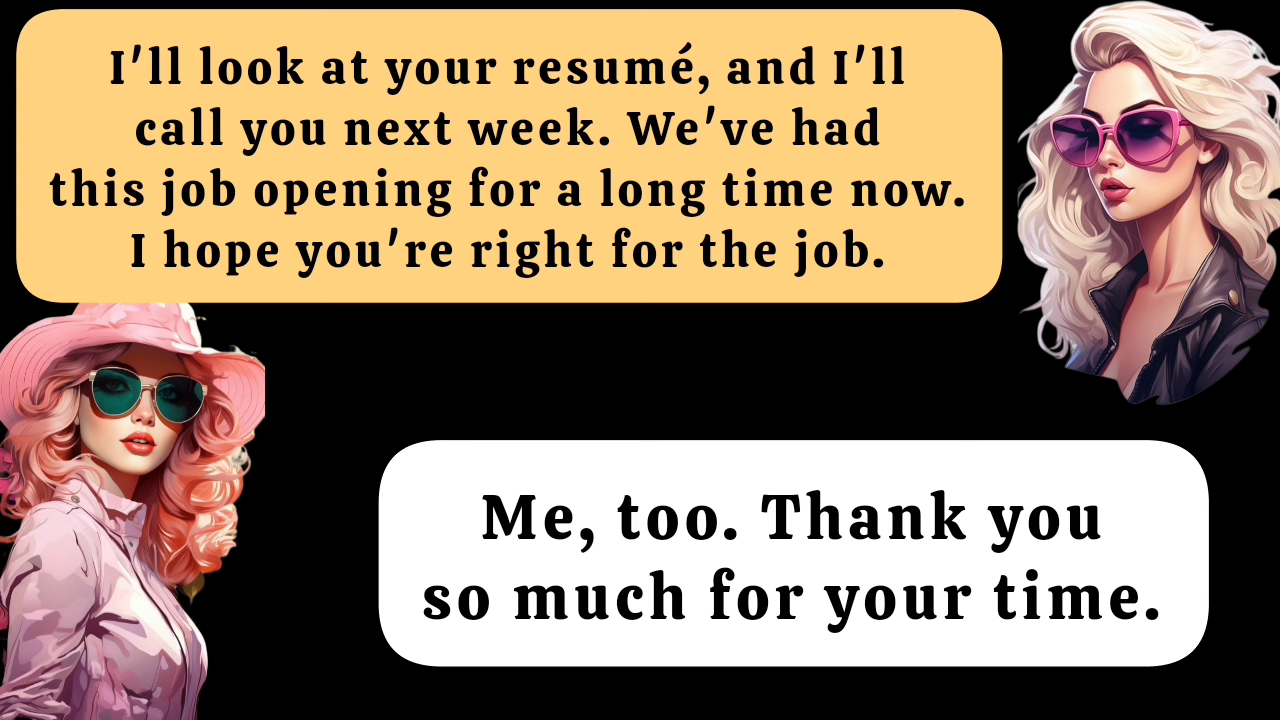 I'll look at your resumé, and I'll
call you next week. We've had
this job opening for a long time now.
I hope you're right for the job.
Me, too. Thank you
so much for your time.